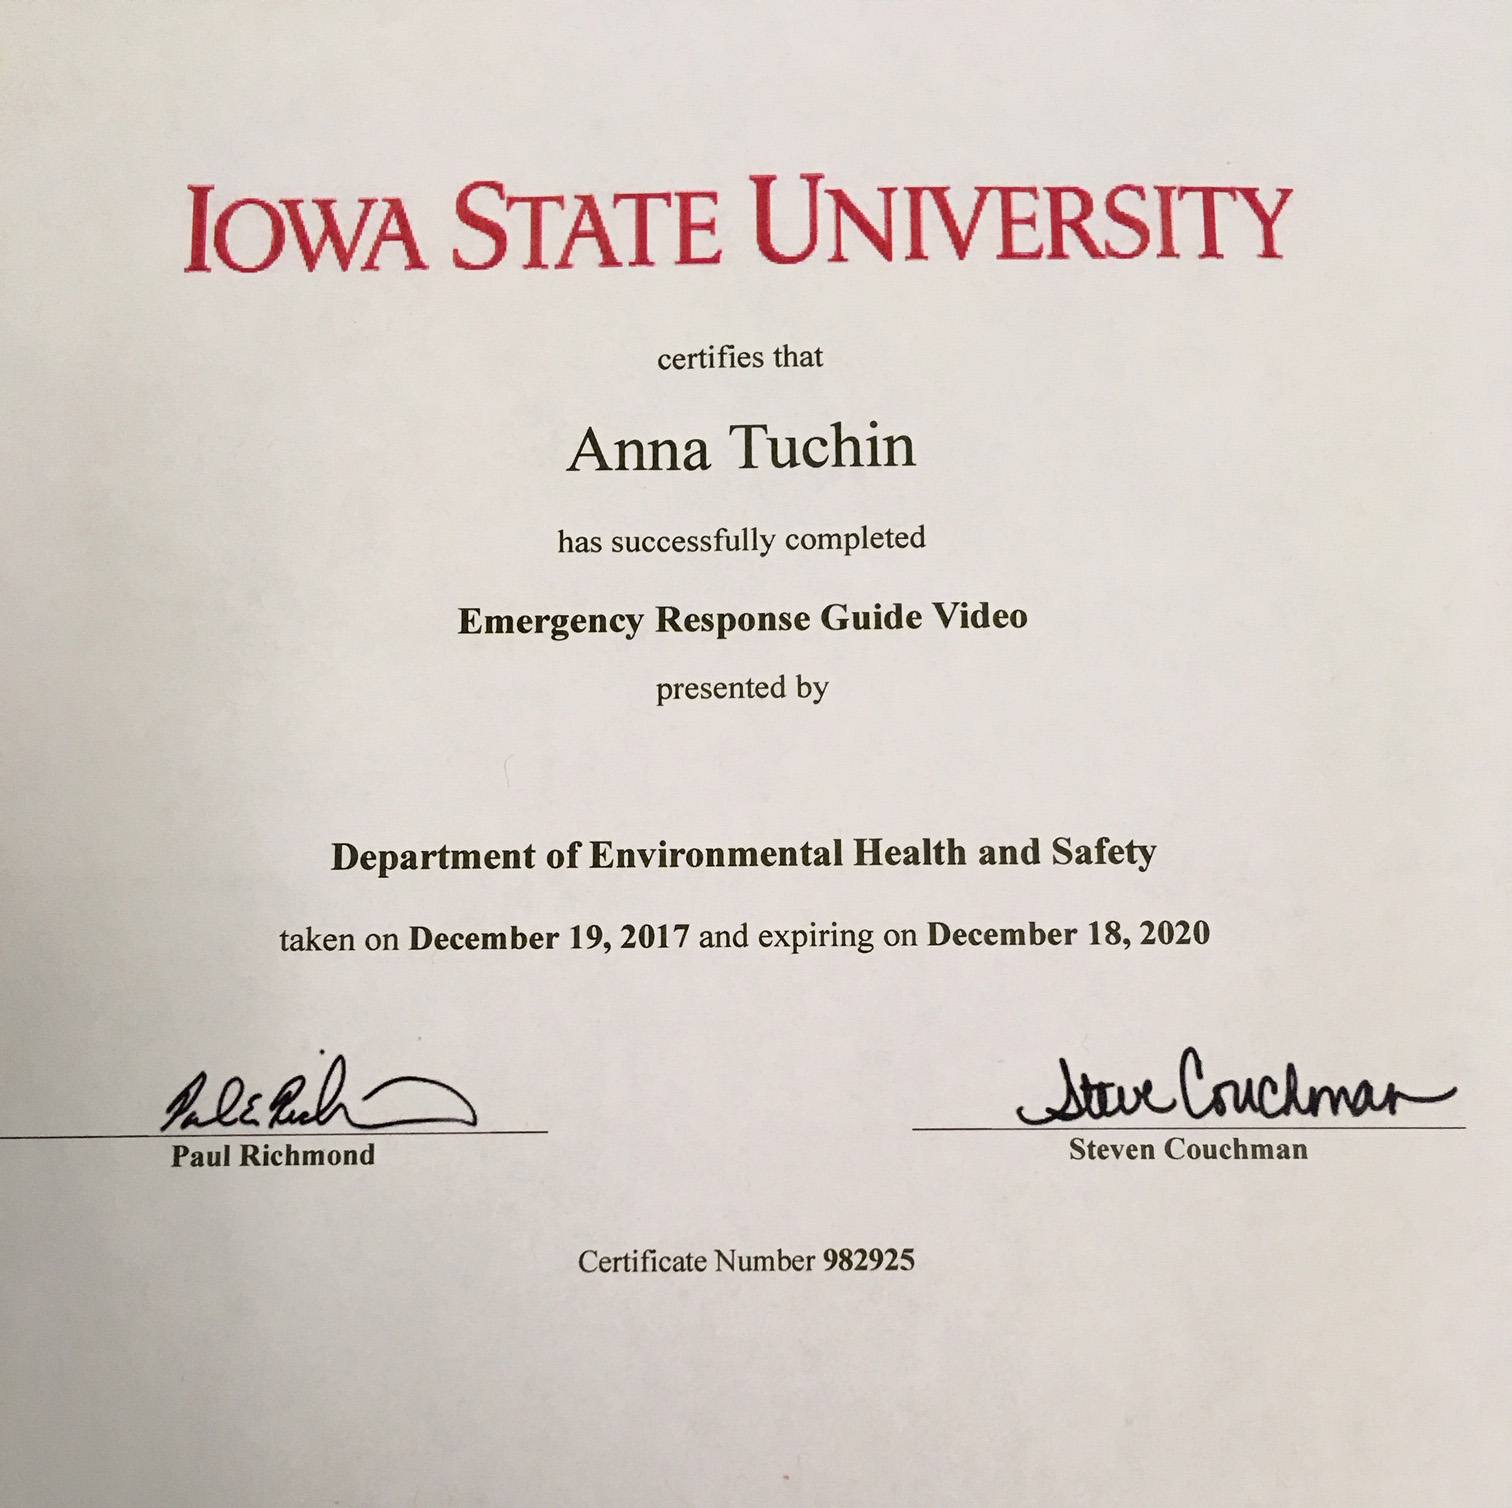 IOWA STATE UNIVERSITY
certifies that
Anna Tuchin
has successfully completed
Emergency Response Guide Video
presented by
Department of Environmental Health and Safety
taken on December 19, 2017 and expiring on December 18, 2020
Paul E Rich
Steve Couchman
Paul Richmond
Steven Couchman
Certificate Number 982925